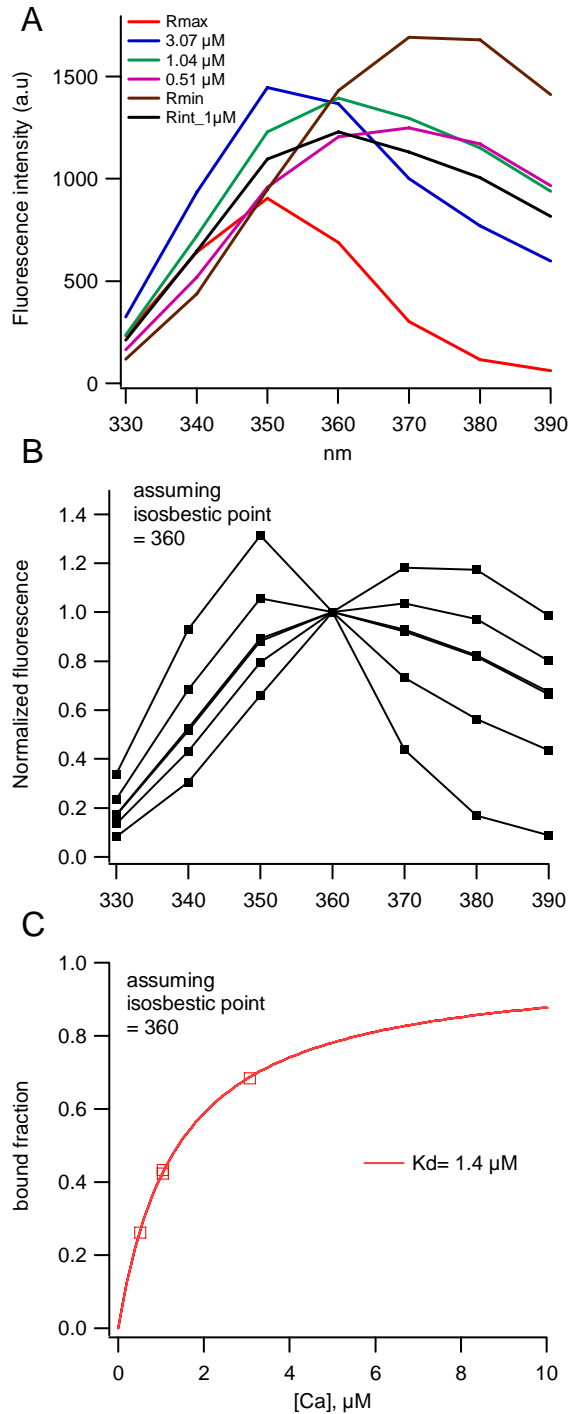 A
Fluorescence intensity (a.u)
1500
1000
500
0
Rmax
3.07 µM
1.04 µM
0.51 µM
Rmin
Rint_1µM
330 340 350 360 370 380 390
nm
B
Normalized fluorescence
1.4
1.2
1.0
0.8
0.6
0.4
0.2
0.0
assuming
isosbestic point
= 360
330 340 350 360 370 380 390
C
bound fraction
1.0
0.8
0.6
0.4
0.2
0.0
assuming
isosbestic point
= 360
Kd= 1.4 µM
0 2 4 6 8 10
[Ca], µM